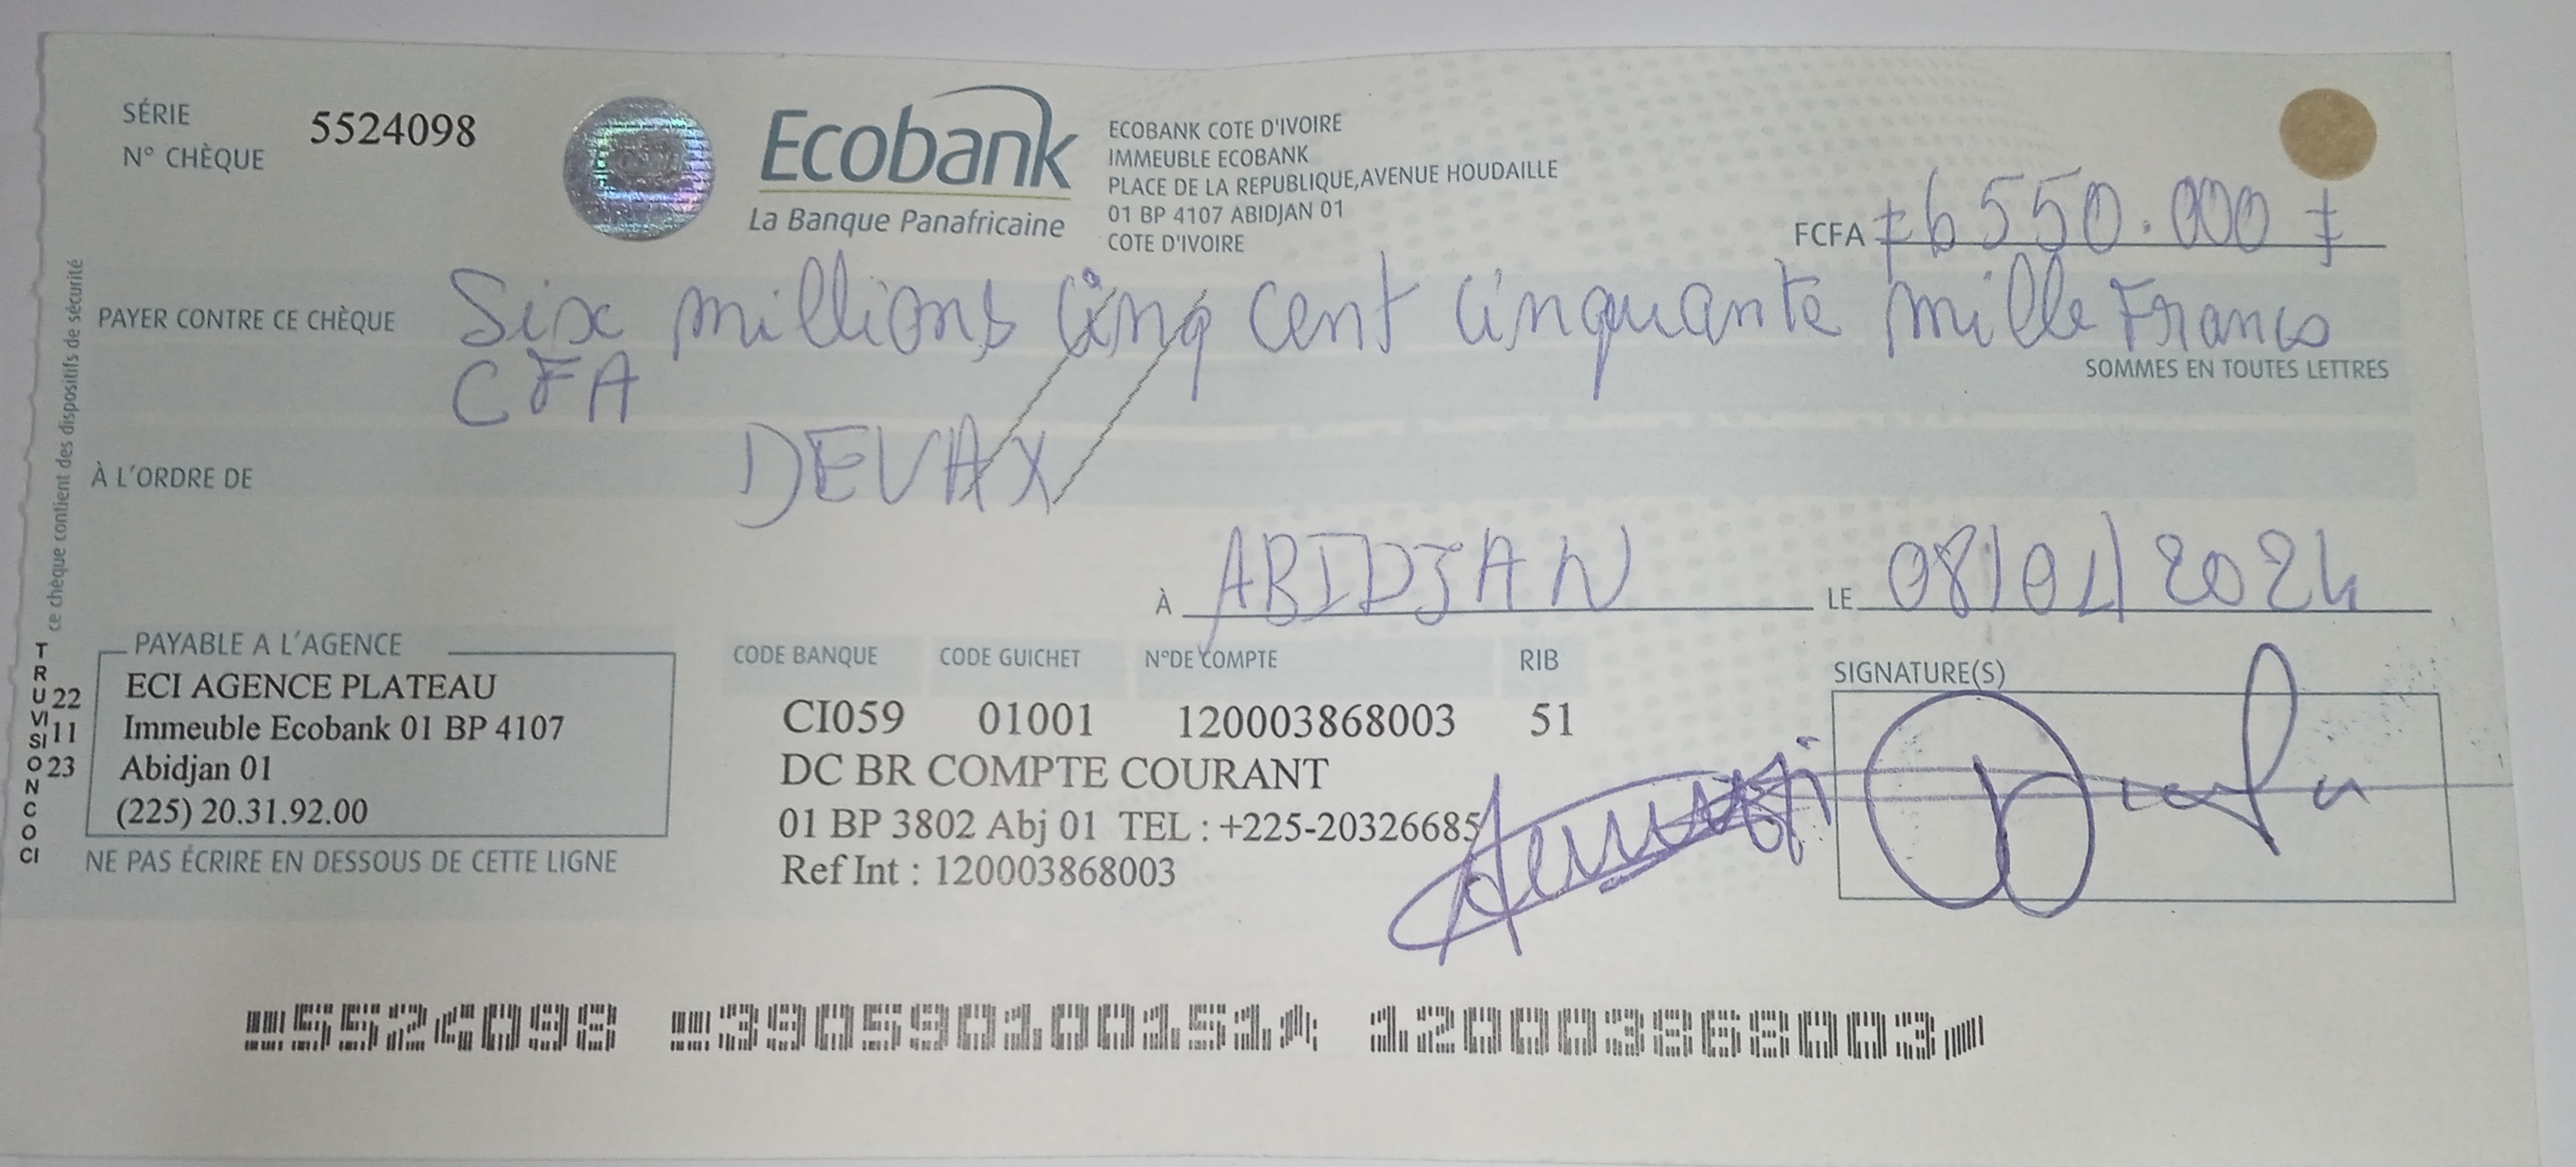 SÉRIE
N° CHÈQUE
5524098
Ecobank
La Banque Panafricaine
ECOBANK COTE D'IVOIRE
IMMEUBLE ECOBANK
PLACE DE LA REPUBLIQUE,AVENUE HOUDAILLE
01 BP 4107 ABIDJAN 01
COTE D'IVOIRE
FCFA ‡6550.000‡
PAYER CONTRE CE CHÈQUE Six millions cinq cent cinquante mille Francs
CFA
SOMMES EN TOUTES LETTRES
À L'ORDRE DE DEVAX
À ABIDJAN LE 08/04/2024
ce chèque contient des dispositifs de sécurité
TRUVISION COCI
22
11
23
PAYABLE A L'AGENCE
ECI AGENCE PLATEAU
Immeuble Ecobank 01 BP 4107
Abidjan 01
(225) 20.31.92.00
NE PAS ÉCRIRE EN DESSOUS DE CETTE LIGNE
CODE BANQUE CODE GUICHET N°DE COMPTE RIB
CI059 01001 120003868003 51
DC BR COMPTE COURANT
01 BP 3802 Abj 01 TEL : +225-20326685
Ref Int : 120003868003
SIGNATURE(S)
5524098 390590100151 120003868003